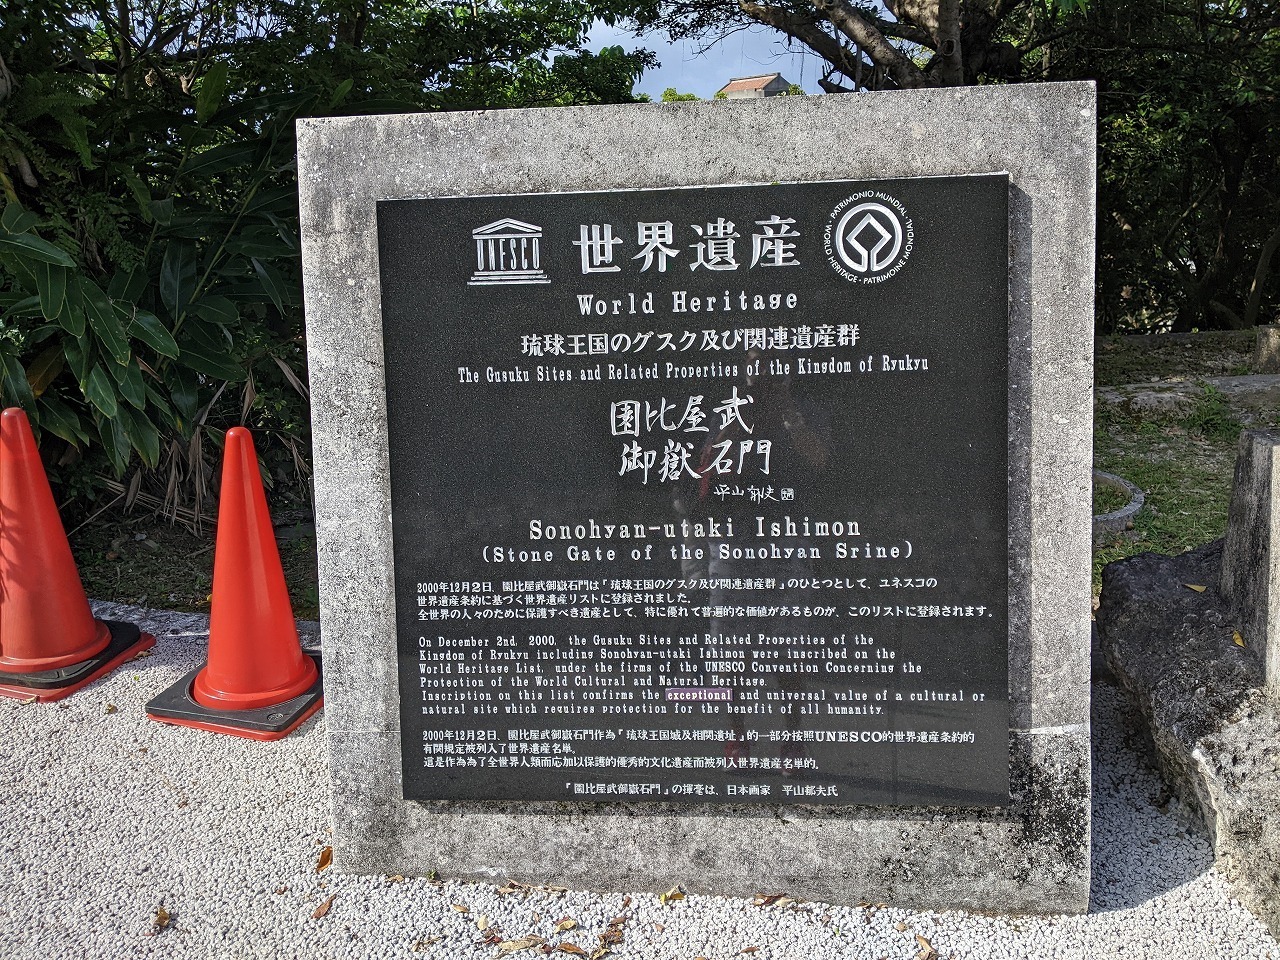 UNESCO
世界遺産
WORLD HERITAGE · PATRIMOINE MONDIAL · PATRIMONIO MUNDIAL
World Heritage
琉球王国のグスク及び関連遺産群
The Gusuku Sites and Related Properties of the Kingdom of Ryukyu
園比屋武
御嶽石門
平山郁夫
Sonohyan-utaki Ishimon
(Stone Gate of the Sonohyan Srine)
2000年12月2日、園比屋武御嶽石門は「琉球王国のグスク及び関連遺産群」のひとつとして、ユネスコの
世界遺産条約に基づく世界遺産リストに登録されました。
全世界の人々のために保護すべき遺産として、特に優れて普遍的な価値があるものが、このリストに登録されます。
On December 2nd, 2000, the Gusuku Sites and Related Properties of the
Kingdom of Ryukyu including Sonohyan-utaki Ishimon were inscribed on the
World Heritage List, under the firms of the UNESCO Convention Concerning the
Protection of the World Cultural and Natural Heritage.
Inscription on this list confirms the exceptional and universal value of a cultural or
natural site which requires protection for the benefit of all humanity.
2000年12月2日、園比屋武御嶽石門作為「琉球王国城及相關遺址」的一部分按照UNESCO的世界遺産条約的
有関規定被列入了世界遺産名単。
這是作為為了全世界人類而応加以保護的優秀的文化遺産而被列入世界遺産名単的。
「園比屋武御嶽石門」の揮毫は、日本画家 平山郁夫氏